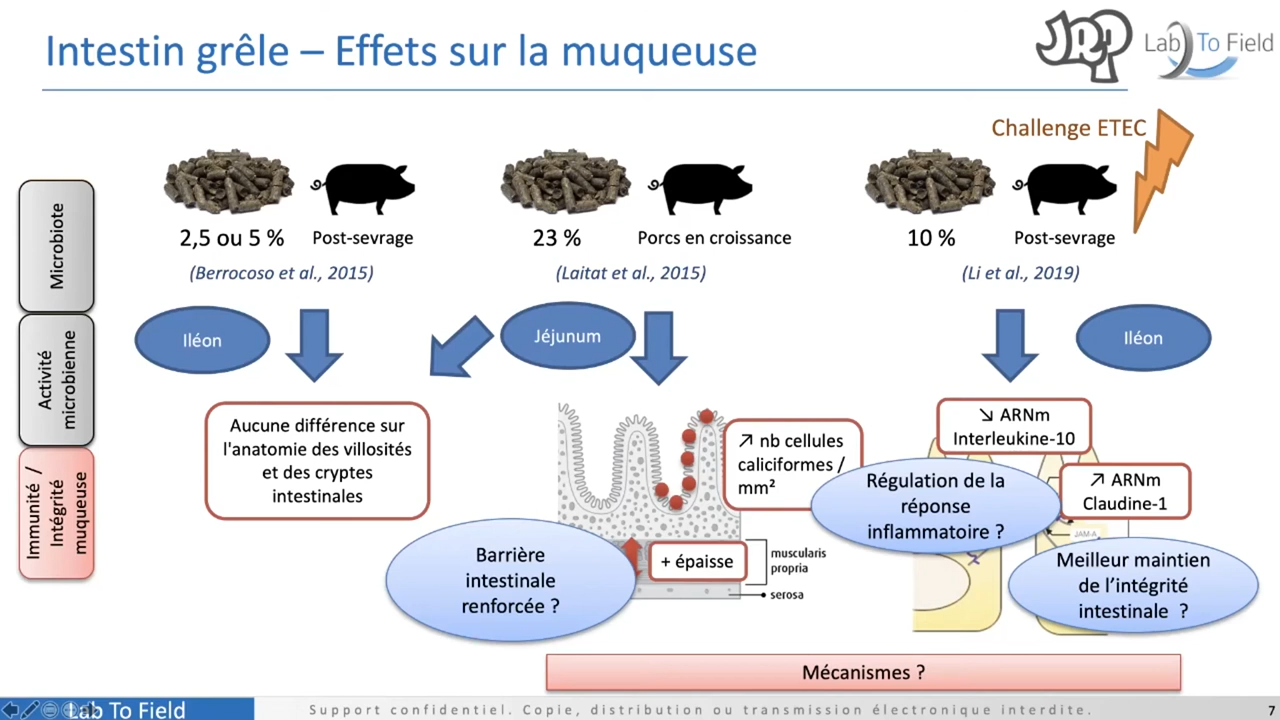 Intestin grêle – Effets sur la muqueuse
JRP
Lab To Field
Challenge ETEC
Microbiote
Activité
microbienne
Immunité /
Intégrité
muqueuse
2,5 ou 5 %
Post-sevrage
(Berrocoso et al., 2015)
23 %
Porcs en croissance
(Laitat et al., 2015)
10 %
Post-sevrage
(Li et al., 2019)
Iléon
Jéjunum
Iléon
Aucune différence sur
l'anatomie des villosités
et des cryptes
intestinales
↗ nb cellules
caliciformes /
mm²
↘ ARNm
Interleukine-10
↗ ARNm
Claudine-1
Régulation de la
réponse
inflammatoire ?
JAM-A
Barrière
intestinale
renforcée ?
+ épaisse
muscularis
propria
serosa
Meilleur maintien
de l’intégrité
intestinale ?
Mécanismes ?
Lab To Field
Support confidentiel. Copie, distribution ou transmission électronique interdite.
7